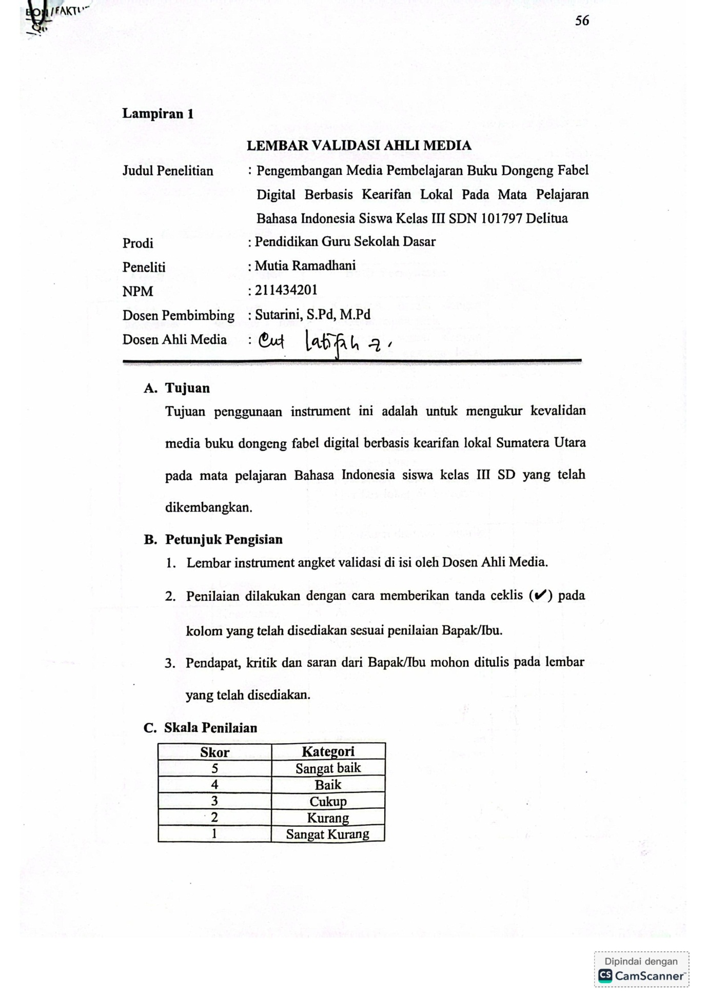 BON/FAKTU
56
Lampiran 1
LEMBAR VALIDASI AHLI MEDIA
Judul Penelitian : Pengembangan Media Pembelajaran Buku Dongeng Fabel
Digital Berbasis Kearifan Lokal Pada Mata Pelajaran
Bahasa Indonesia Siswa Kelas III SDN 101797 Delitua
Prodi : Pendidikan Guru Sekolah Dasar
Peneliti : Mutia Ramadhani
NPM : 211434201
Dosen Pembimbing : Sutarini, S.Pd, M.Pd
Dosen Ahli Media : Cut Latifah Z.
A. Tujuan
Tujuan penggunaan instrument ini adalah untuk mengukur kevalidan
media buku dongeng fabel digital berbasis kearifan lokal Sumatera Utara
pada mata pelajaran Bahasa Indonesia siswa kelas III SD yang telah
dikembangkan.
B. Petunjuk Pengisian
1. Lembar instrument angket validasi di isi oleh Dosen Ahli Media.
2. Penilaian dilakukan dengan cara memberikan tanda ceklis (✔) pada
kolom yang telah disediakan sesuai penilaian Bapak/Ibu.
3. Pendapat, kritik dan saran dari Bapak/Ibu mohon ditulis pada lembar
yang telah disediakan.
C. Skala Penilaian
Skor Kategori
5 Sangat baik
4 Baik
3 Cukup
2 Kurang
1 Sangat Kurang
Dipindai dengan
CS CamScanner